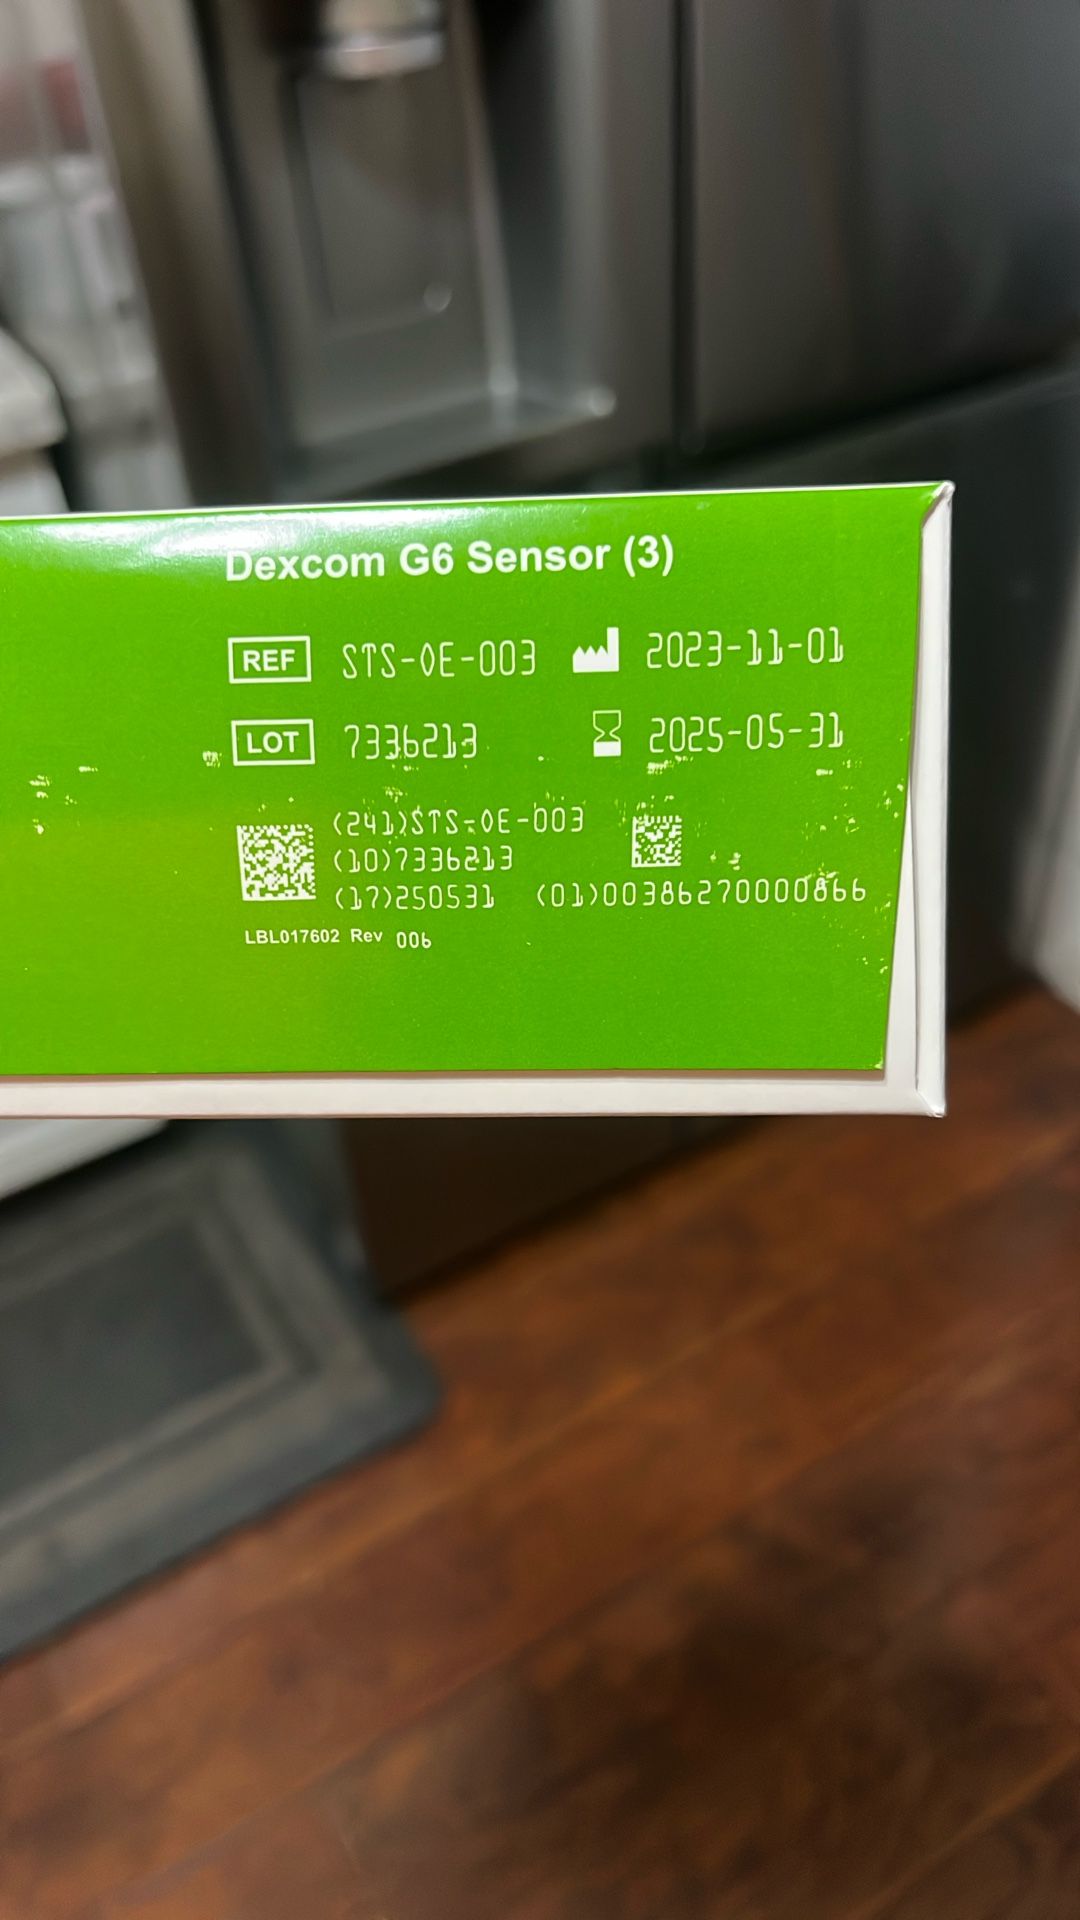 Dexcom G6 Sensor (3)
REF STS-OE-003 2023-11-01
LOT 7336213 2025-05-31
(241)STS-OE-003
(10)7336213
(17)250531 (01)00386270000866
LBL017602 Rev 006